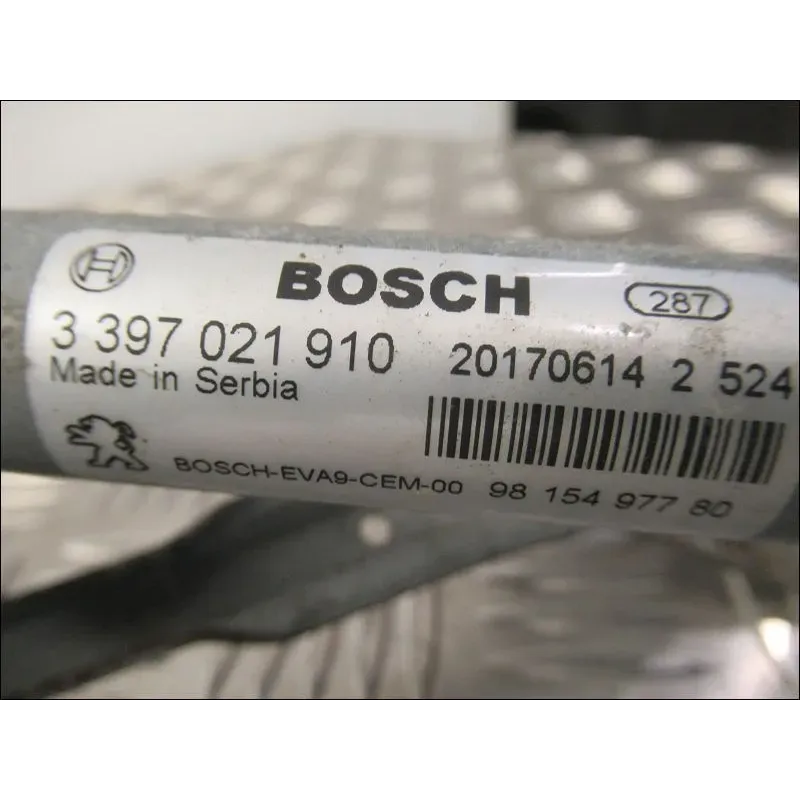 BOSCH 287
3 397 021 910 20170614 2 524
Made in Serbia
BOSCH-EVA9-CEM-00 98 154 977 80